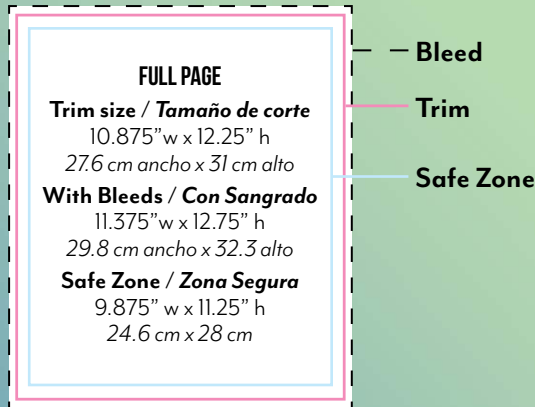 FULL PAGE
Trim size / Tamaño de corte
10.875”w x 12.25” h
27.6 cm ancho x 31 cm alto
With Bleeds / Con Sangrado
11.375”w x 12.75” h
29.8 cm ancho x 32.3 alto
Safe Zone / Zona Segura
9.875” w x 11.25” h
24.6 cm x 28 cm
Bleed
Trim
Safe Zone